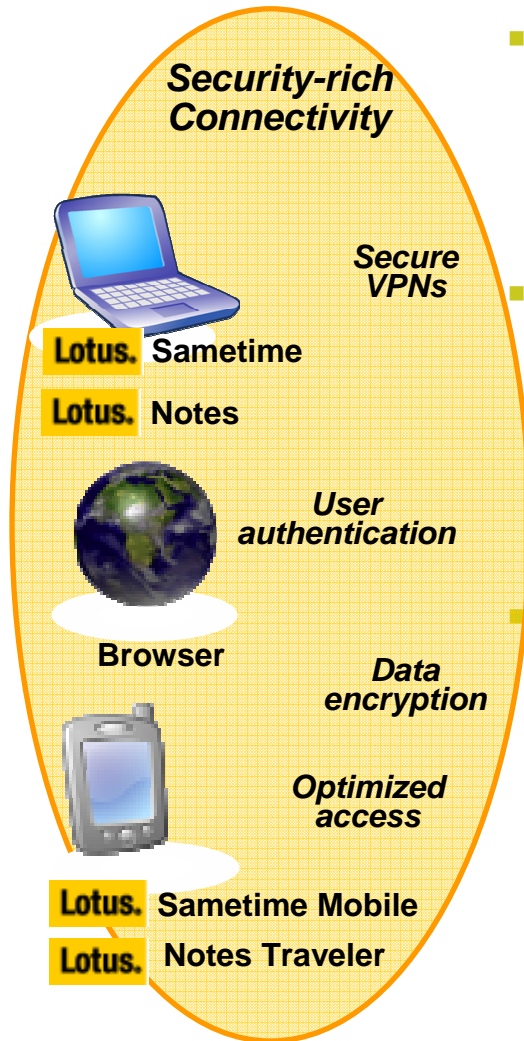 Security-rich
Connectivity
Secure
VPNs
Lotus. Sametime
Lotus. Notes
User
authentication
Browser
Data
encryption
Optimized
access
Lotus. Sametime Mobile
Lotus. Notes Traveler